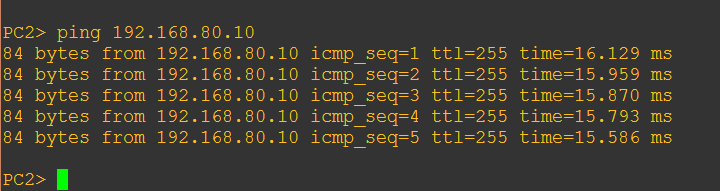 PC2> ping 192.168.80.10
84 bytes from 192.168.80.10 icmp_seq=1 ttl=255 time=16.129 ms
84 bytes from 192.168.80.10 icmp_seq=2 ttl=255 time=15.959 ms
84 bytes from 192.168.80.10 icmp_seq=3 ttl=255 time=15.870 ms
84 bytes from 192.168.80.10 icmp_seq=4 ttl=255 time=15.793 ms
84 bytes from 192.168.80.10 icmp_seq=5 ttl=255 time=15.586 ms
PC2>